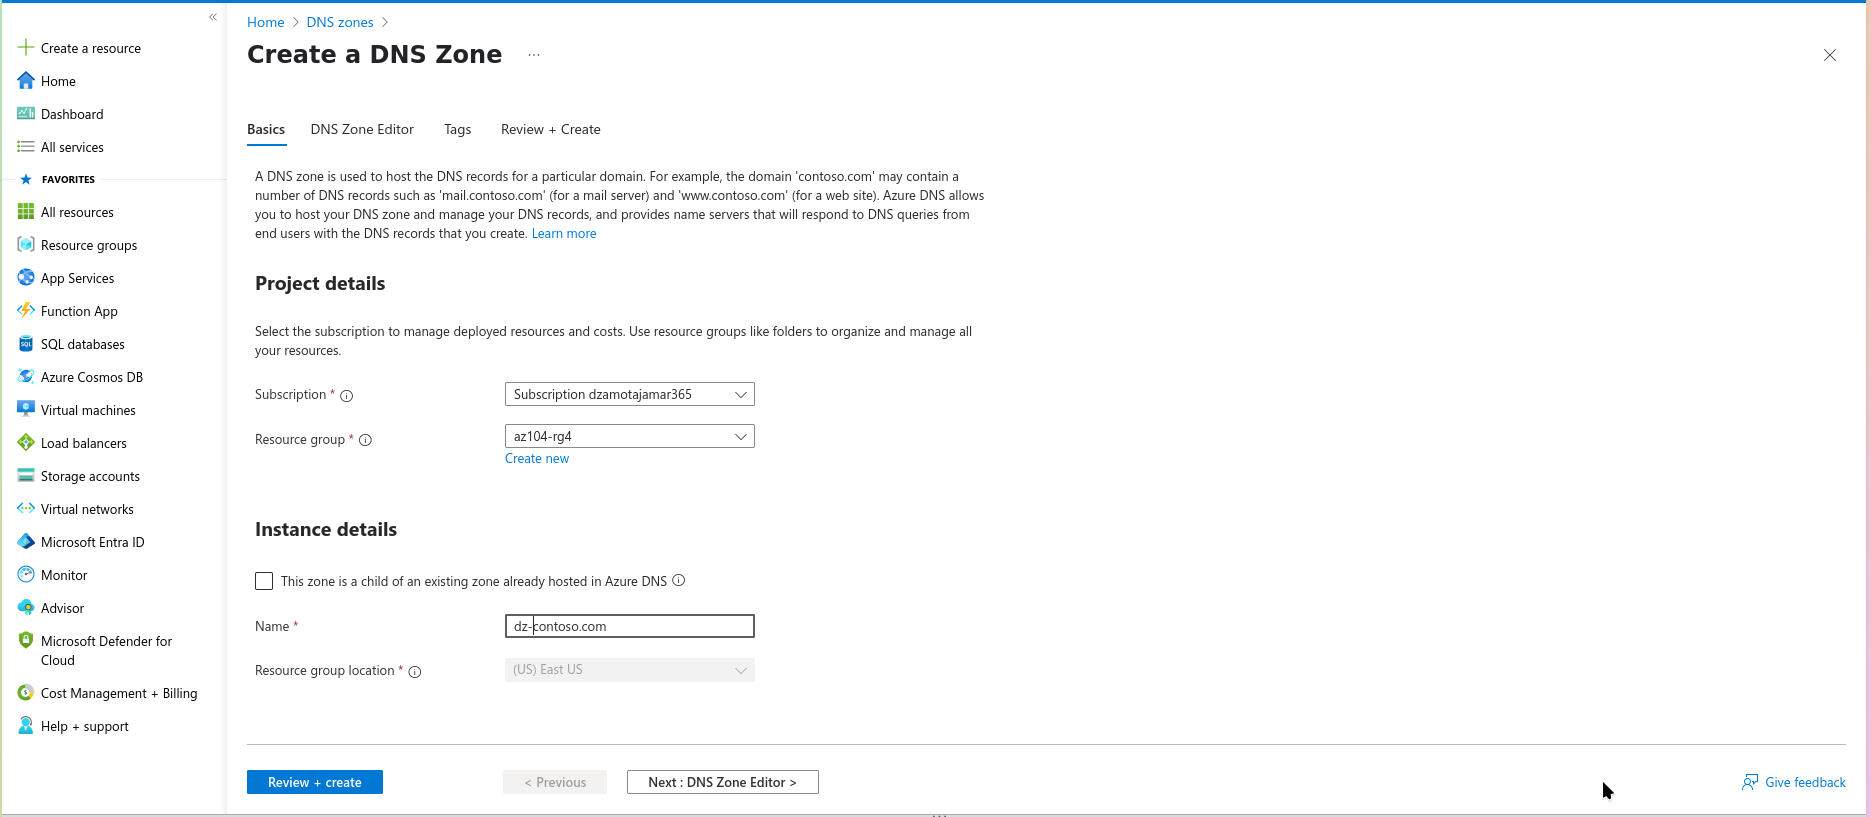 «
Create a resource
Home
Dashboard
All services
FAVORITES
All resources
Resource groups
App Services
Function App
SQL databases
Azure Cosmos DB
Virtual machines
Load balancers
Storage accounts
Virtual networks
Microsoft Entra ID
Monitor
Advisor
Microsoft Defender for
Cloud
Cost Management + Billing
Help + support
Home > DNS zones >
Create a DNS Zone ...
Basics DNS Zone Editor Tags Review + Create
A DNS zone is used to host the DNS records for a particular domain. For example, the domain 'contoso.com' may contain a
number of DNS records such as 'mail.contoso.com' (for a mail server) and 'www.contoso.com' (for a web site). Azure DNS allows
you to host your DNS zone and manage your DNS records, and provides name servers that will respond to DNS queries from
end users with the DNS records that you create. Learn more
Project details
Select the subscription to manage deployed resources and costs. Use resource groups like folders to organize and manage all
your resources.
Subscription * Subscription dzamotajamar365
Resource group * az104-rg4
Create new
Instance details
This zone is a child of an existing zone already hosted in Azure DNS
Name * dz-contoso.com
Resource group location * (US) East US
Review + create < Previous Next : DNS Zone Editor > Give feedback